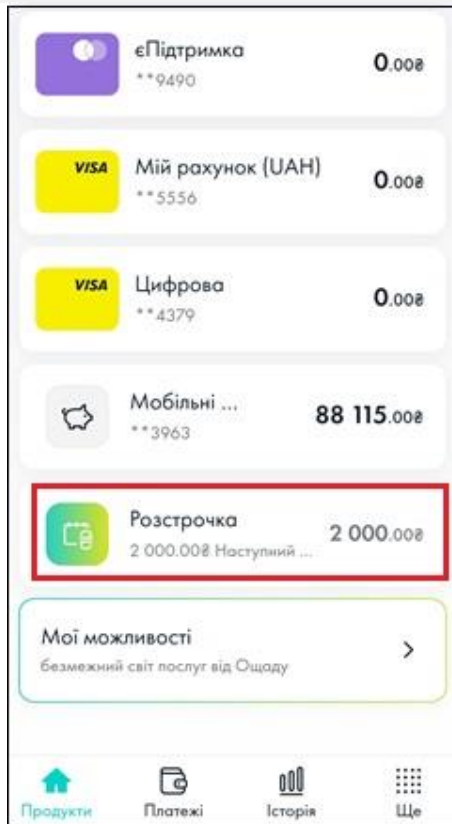 єПідтримка
**9490
0.00₴
VISA
Мій рахунок (UAH)
**5556
0.00₴
VISA
Цифрова
**4379
0.00₴
Мобільні ...
**3963
88 115.00₴
Розстрочка
2 000.00₴ Наступний ...
2 000.00₴
Мої можливості
безмежний світ послуг від Ощаду
Продукти
Платежі
Історія
Ще